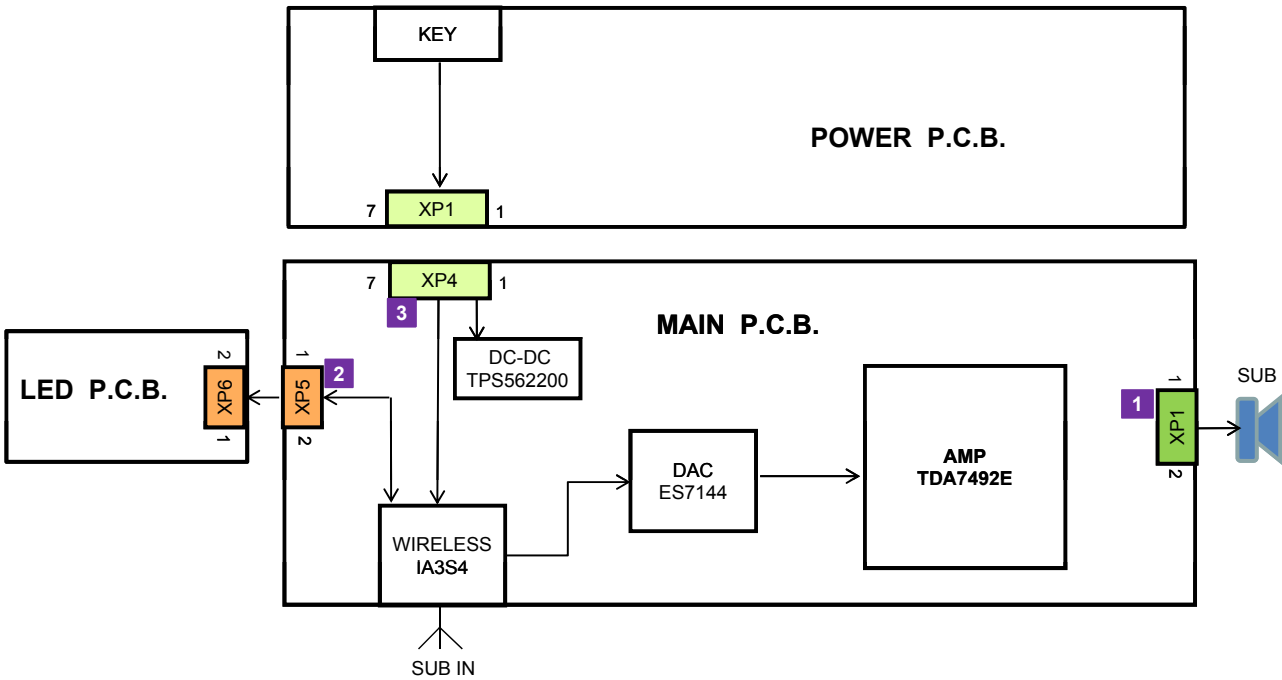 KEY
POWER P.C.B.
7 XP1 1
7 XP4 1
3
MAIN P.C.B.
DC-DC
TPS562200
LED P.C.B.
2
XP6
1
1
XP5
2
2
WIRELESS
IA3S4
DAC
ES7144
AMP
TDA7492E
1
1
XP1
2
SUB
SUB IN